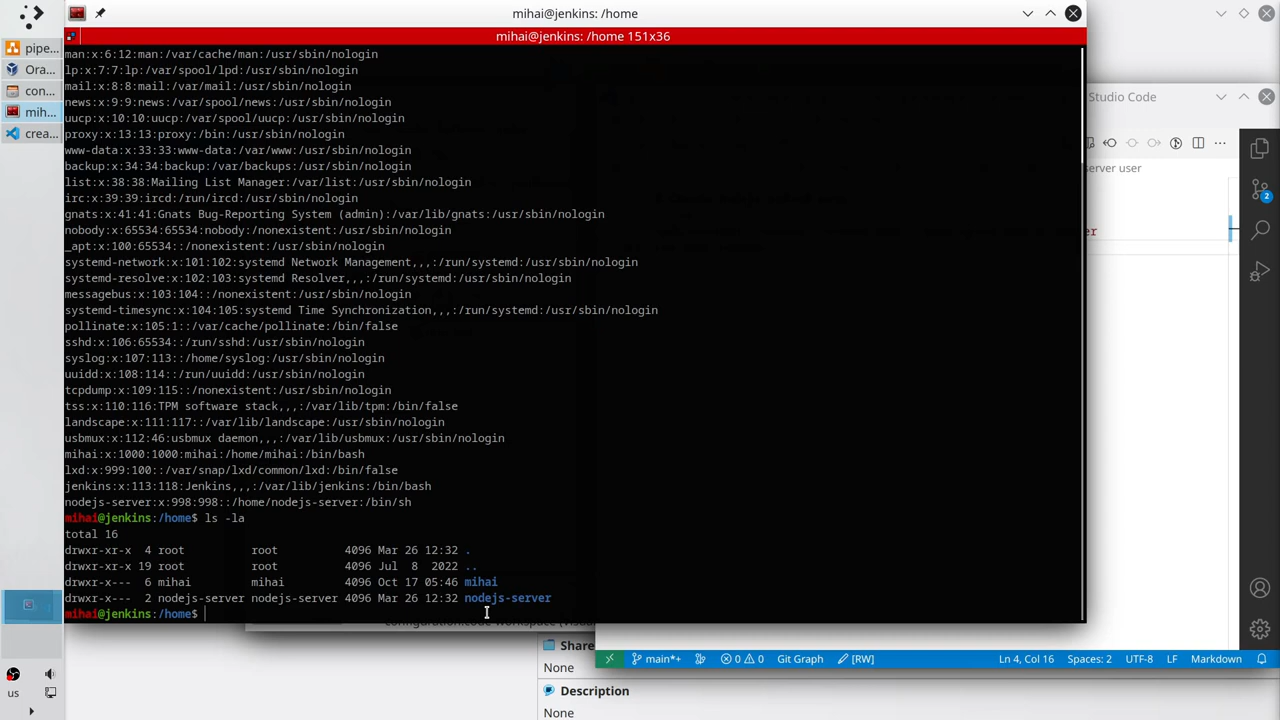 mihai@jenkins: /home
mihai@jenkins: /home 151x36
pipe...
Ora...
con...
mih...
crea...
us
man:x:6:12:man:/var/cache/man:/usr/sbin/nologin
lp:x:7:7:lp:/var/spool/lpd:/usr/sbin/nologin
mail:x:8:8:mail:/var/mail:/usr/sbin/nologin
news:x:9:9:news:/var/spool/news:/usr/sbin/nologin
uucp:x:10:10:uucp:/var/spool/uucp:/usr/sbin/nologin
proxy:x:13:13:proxy:/bin:/usr/sbin/nologin
www-data:x:33:33:www-data:/var/www:/usr/sbin/nologin
backup:x:34:34:backup:/var/backups:/usr/sbin/nologin
list:x:38:38:Mailing List Manager:/var/list:/usr/sbin/nologin
irc:x:39:39:ircd:/run/ircd:/usr/sbin/nologin
gnats:x:41:41:Gnats Bug-Reporting System (admin):/var/lib/gnats:/usr/sbin/nologin
nobody:x:65534:65534:nobody:/nonexistent:/usr/sbin/nologin
_apt:x:100:65534::/nonexistent:/usr/sbin/nologin
systemd-network:x:101:102:systemd Network Management,,,:/run/systemd:/usr/sbin/nologin
systemd-resolve:x:102:103:systemd Resolver,,,:/run/systemd:/usr/sbin/nologin
messagebus:x:103:104::/nonexistent:/usr/sbin/nologin
systemd-timesync:x:104:105:systemd Time Synchronization,,,:/run/systemd:/usr/sbin/nologin
pollinate:x:105:1::/var/cache/pollinate:/bin/false
sshd:x:106:65534::/run/sshd:/usr/sbin/nologin
syslog:x:107:113::/home/syslog:/usr/sbin/nologin
uuidd:x:108:114::/run/uuidd:/usr/sbin/nologin
tcpdump:x:109:115::/nonexistent:/usr/sbin/nologin
tss:x:110:116:TPM software stack,,,:/var/lib/tpm:/bin/false
landscape:x:111:117::/var/lib/landscape:/usr/sbin/nologin
usbmux:x:112:46:usbmux daemon,,,:/var/lib/usbmux:/usr/sbin/nologin
mihai:x:1000:1000:mihai:/home/mihai:/bin/bash
lxd:x:999:100::/var/snap/lxd/common/lxd:/bin/false
jenkins:x:113:118:Jenkins,,,:/var/lib/jenkins:/bin/bash
nodejs-server:x:998:998::/home/nodejs-server:/bin/sh
mihai@jenkins:/home$ ls -la
total 16
drwxr-xr-x 4 root root 4096 Mar 26 12:32 .
drwxr-xr-x 19 root root 4096 Jul 8 2022 ..
drwxr-x--- 6 mihai mihai 4096 Oct 17 05:46 mihai
drwxr-x--- 2 nodejs-server nodejs-server 4096 Mar 26 12:32 nodejs-server
mihai@jenkins:/home$
Studio Code
erver user
er
2
main*+ 0 0 Git Graph [RW] Ln 4, Col 16 Spaces: 2 UTF-8 LF Markdown
Share
None
Description
None